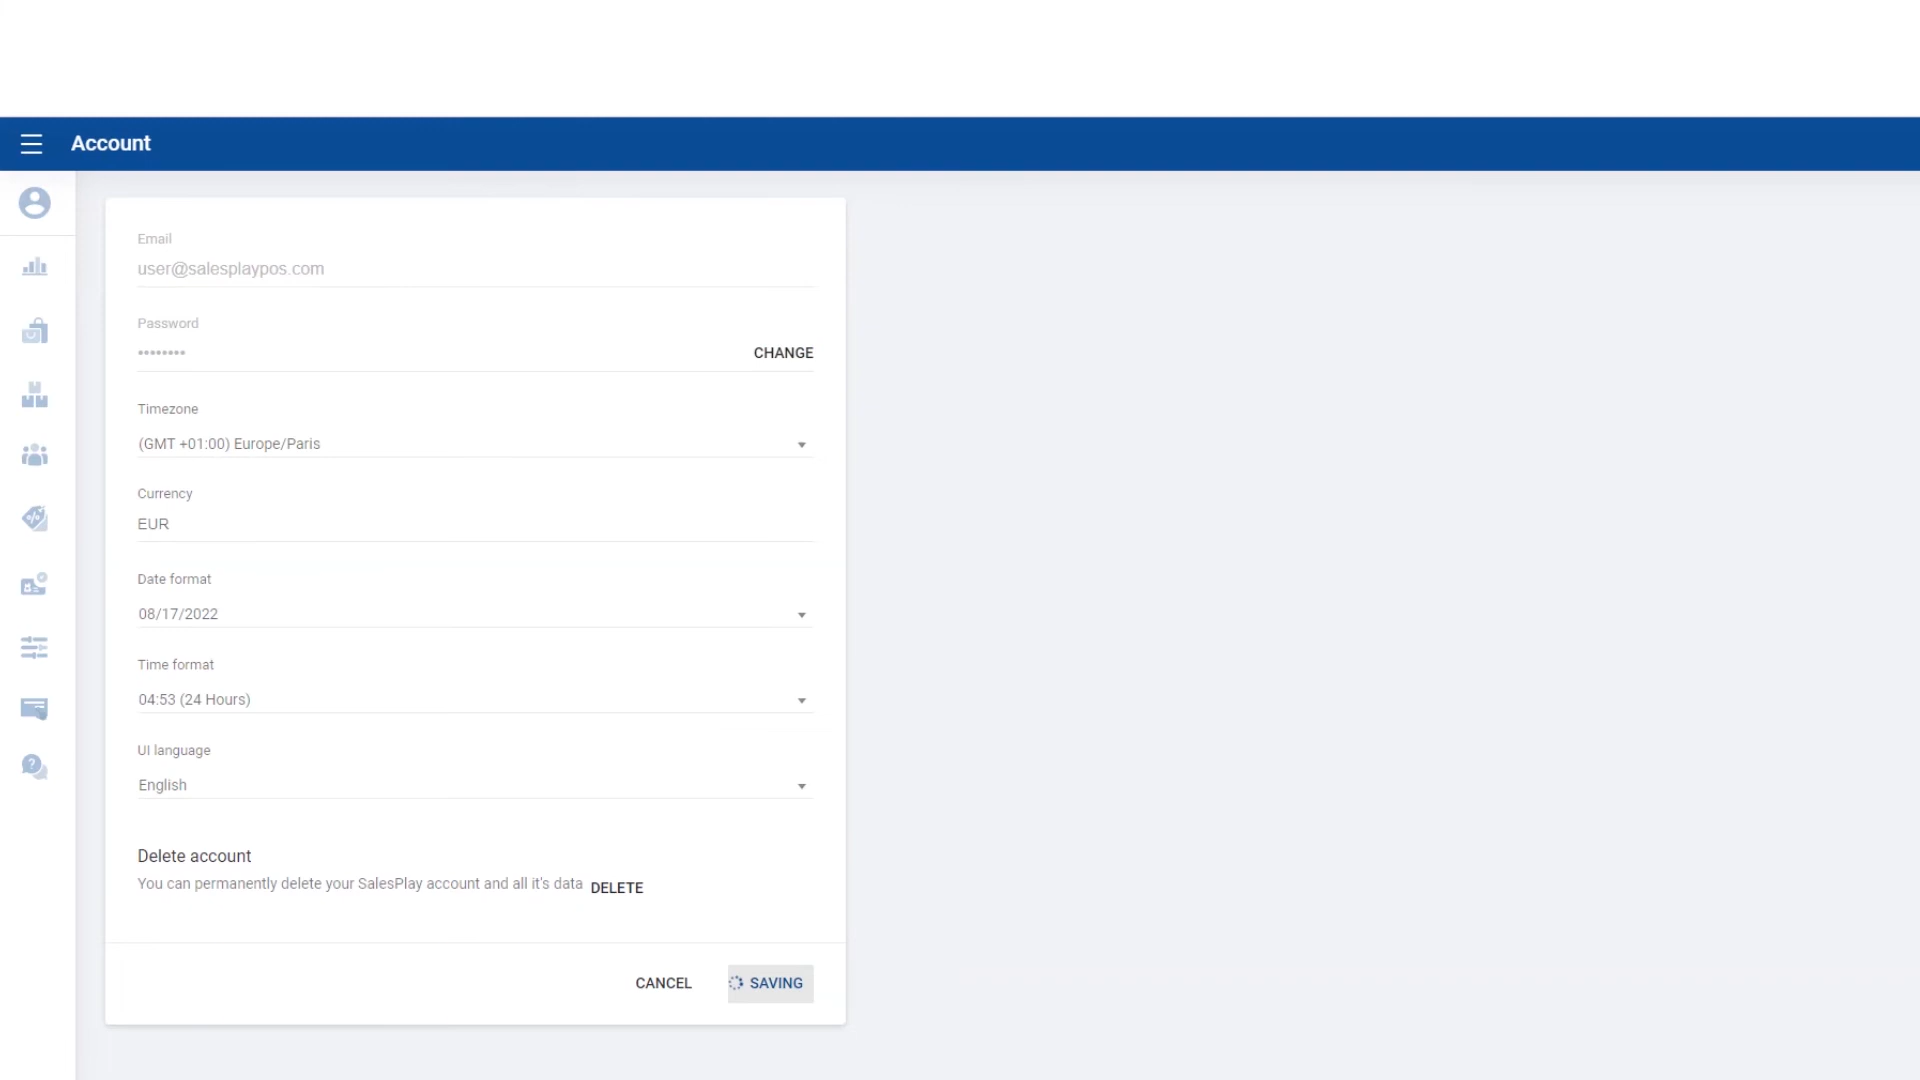 Account
Email
user@salesplaypos.com
Password
••••••••
CHANGE
Timezone
(GMT +01:00) Europe/Paris
Currency
EUR
Date format
08/17/2022
Time format
04:53 (24 Hours)
UI language
English
Delete account
You can permanently delete your SalesPlay account and all it's data DELETE
CANCEL SAVING